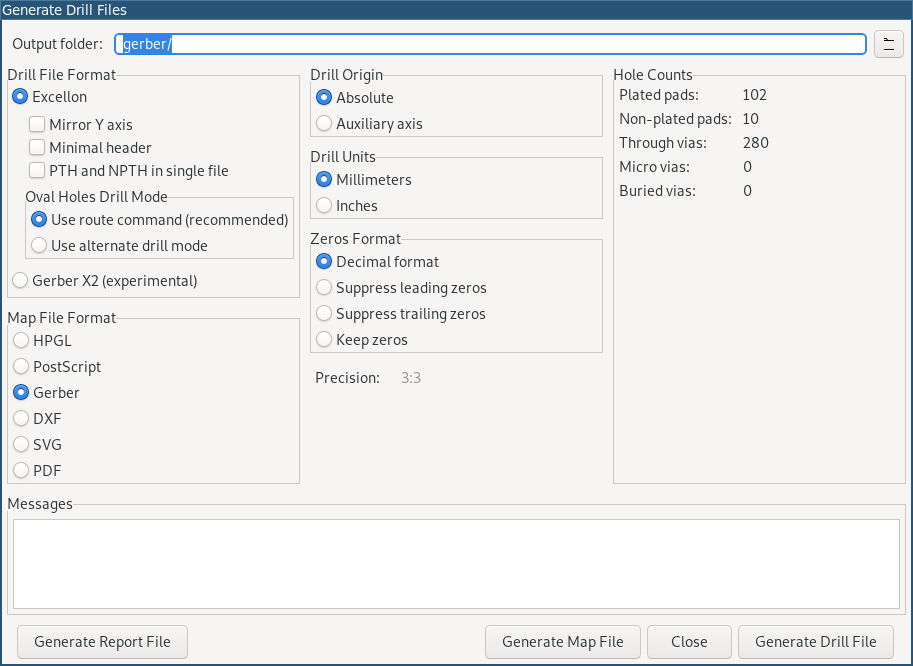 Generate Drill Files
Output folder: gerber/
Drill File Format
Excellon
Mirror Y axis
Minimal header
PTH and NPTH in single file
Oval Holes Drill Mode
Use route command (recommended)
Use alternate drill mode
Gerber X2 (experimental)
Map File Format
HPGL
PostScript
Gerber
DXF
SVG
PDF
Drill Origin
Absolute
Auxiliary axis
Drill Units
Millimeters
Inches
Zeros Format
Decimal format
Suppress leading zeros
Suppress trailing zeros
Keep zeros
Precision: 3:3
Hole Counts
Plated pads: 102
Non-plated pads: 10
Through vias: 280
Micro vias: 0
Buried vias: 0
Messages
Generate Report File
Generate Map File
Close
Generate Drill File